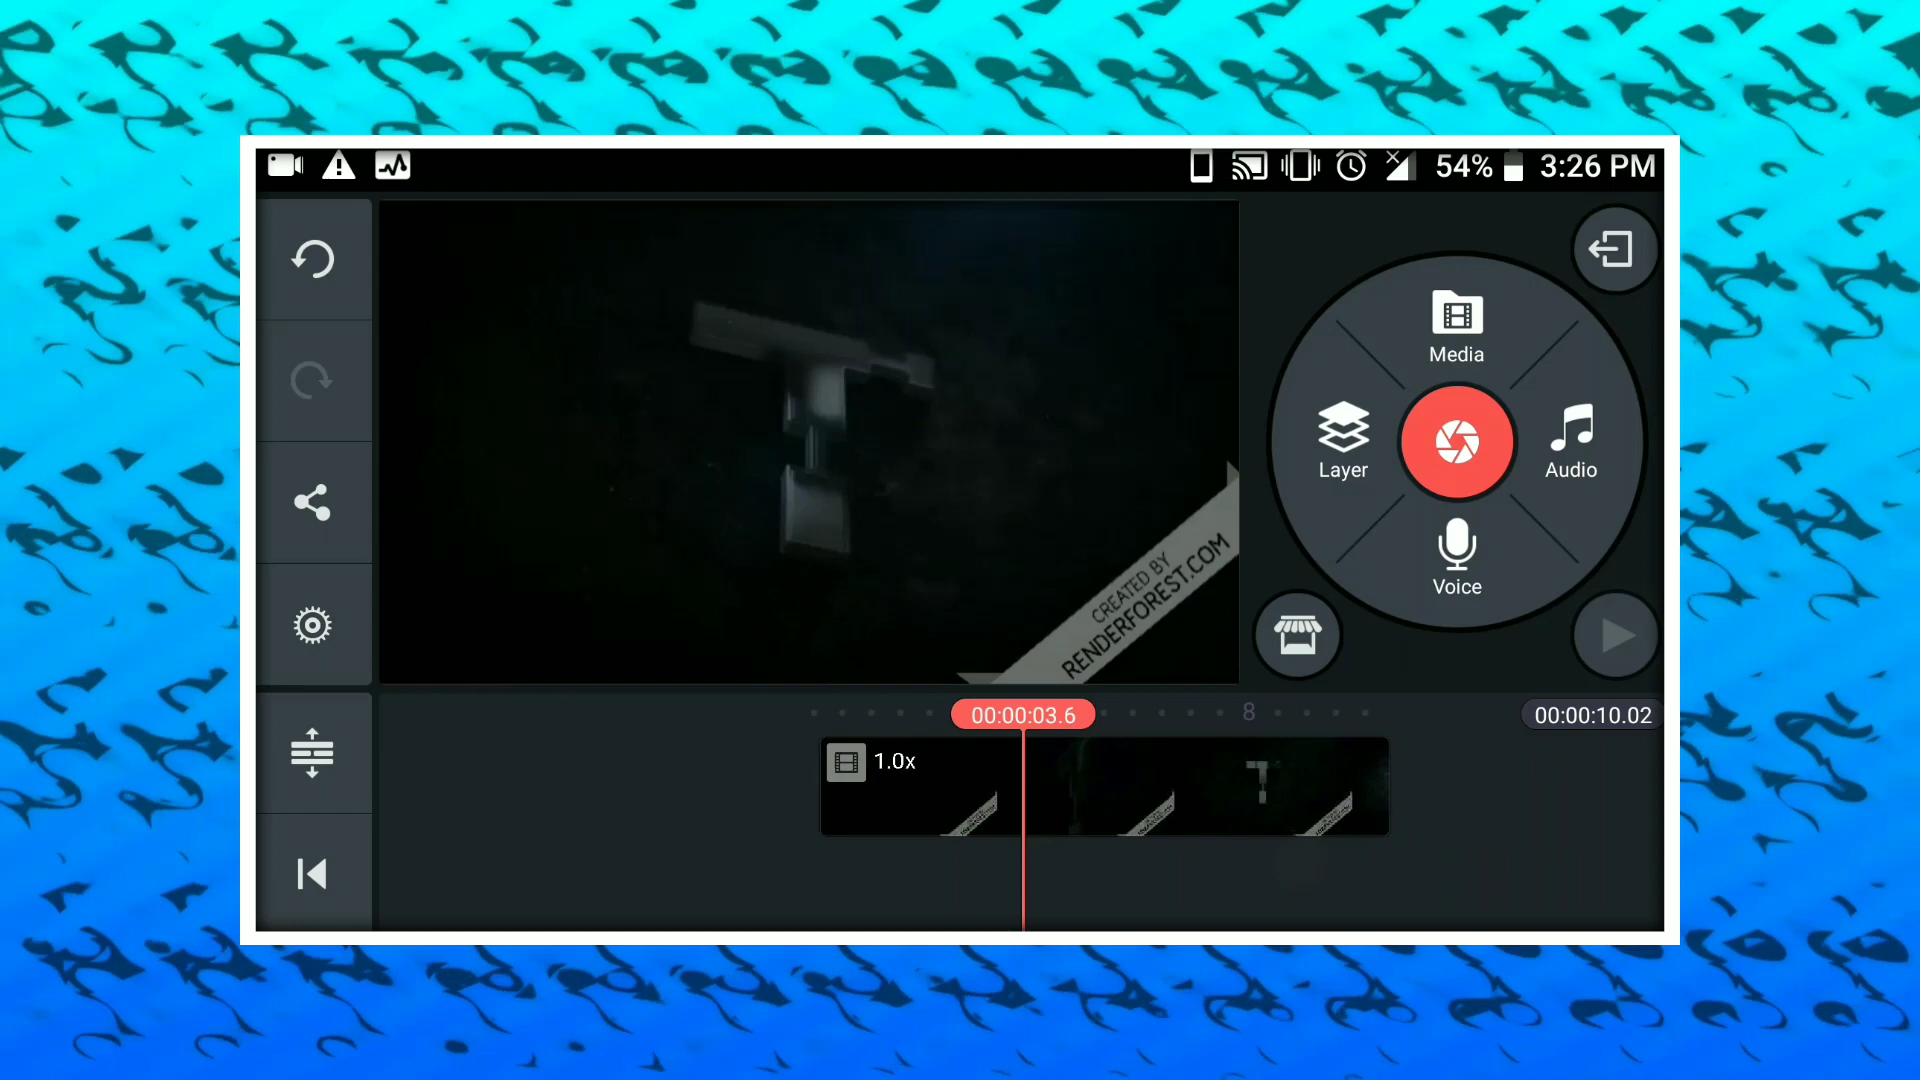 54% 3:26 PM
Media
Layer
Audio
Voice
CREATED BY
RENDERFOREST.COM
00:00:03.6
8
00:00:10.02
1.0x